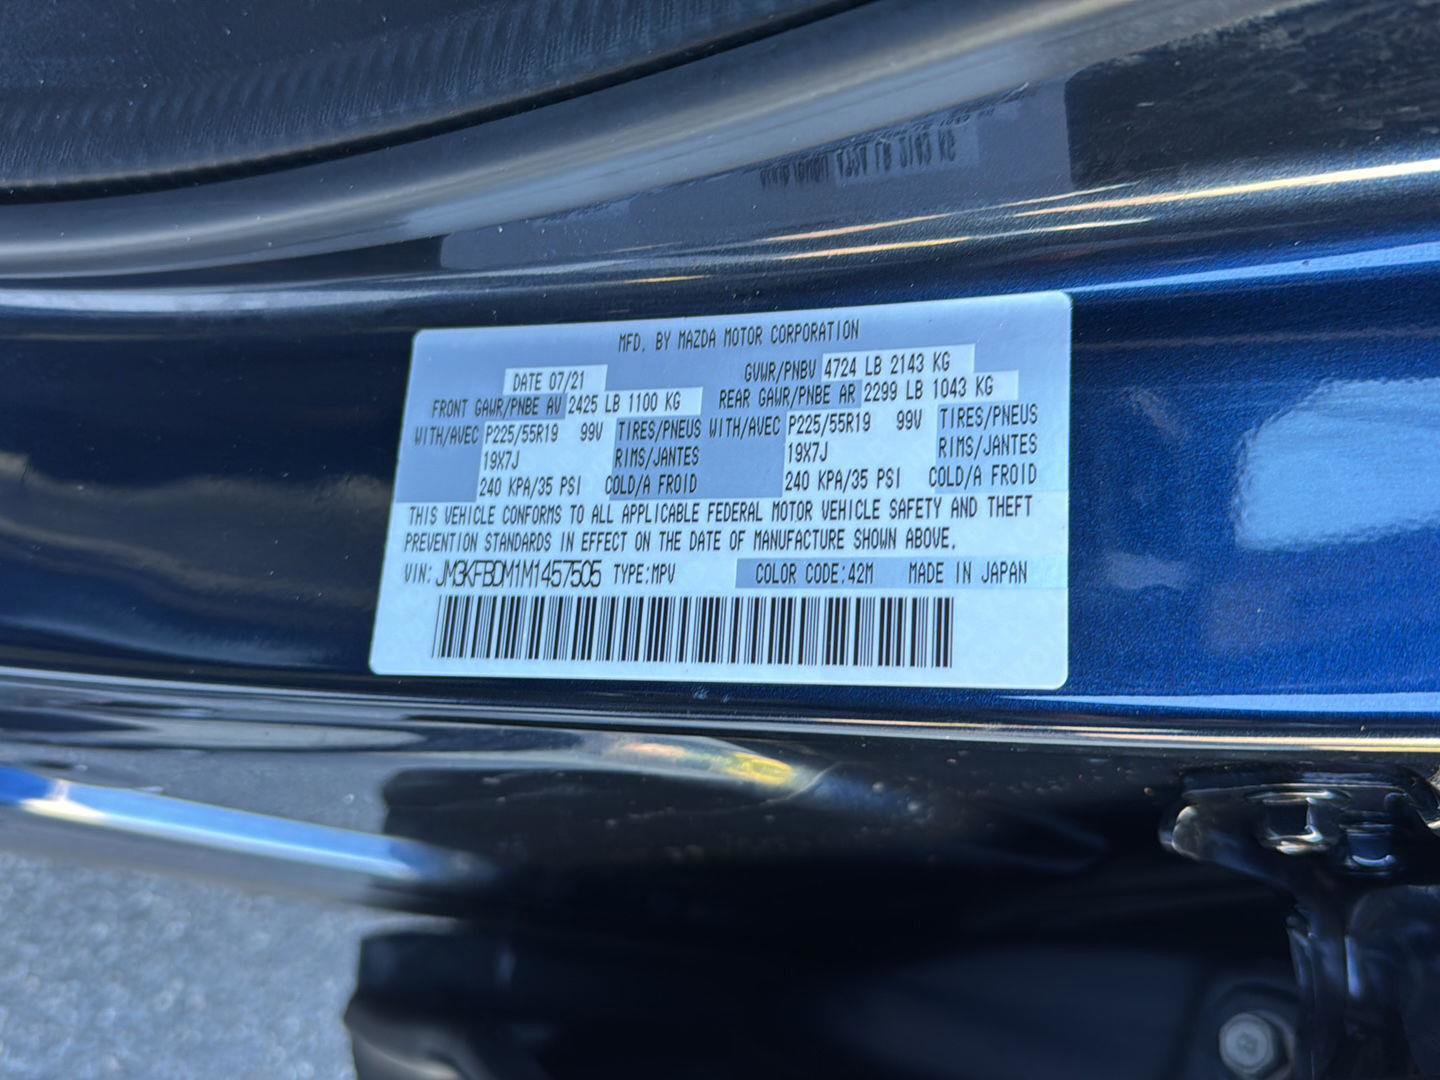 MFD. BY MAZDA MOTOR CORPORATION
DATE 07/21 GVWR/PNBV 4724 LB 2143 KG
FRONT GAWR/PNBE AV 2425 LB 1100 KG REAR GAWR/PNBE AR 2299 LB 1043 KG
WITH/AVEC P225/55R19 99V TIRES/PNEUS WITH/AVEC P225/55R19 99V TIRES/PNEUS
19X7J RIMS/JANTES 19X7J RIMS/JANTES
240 KPA/35 PSI COLD/A FROID 240 KPA/35 PSI COLD/A FROID
THIS VEHICLE CONFORMS TO ALL APPLICABLE FEDERAL MOTOR VEHICLE SAFETY AND THEFT
PREVENTION STANDARDS IN EFFECT ON THE DATE OF MANUFACTURE SHOWN ABOVE.
VIN: JM3KFBDM1M1457505 TYPE:MPV COLOR CODE:42M MADE IN JAPAN